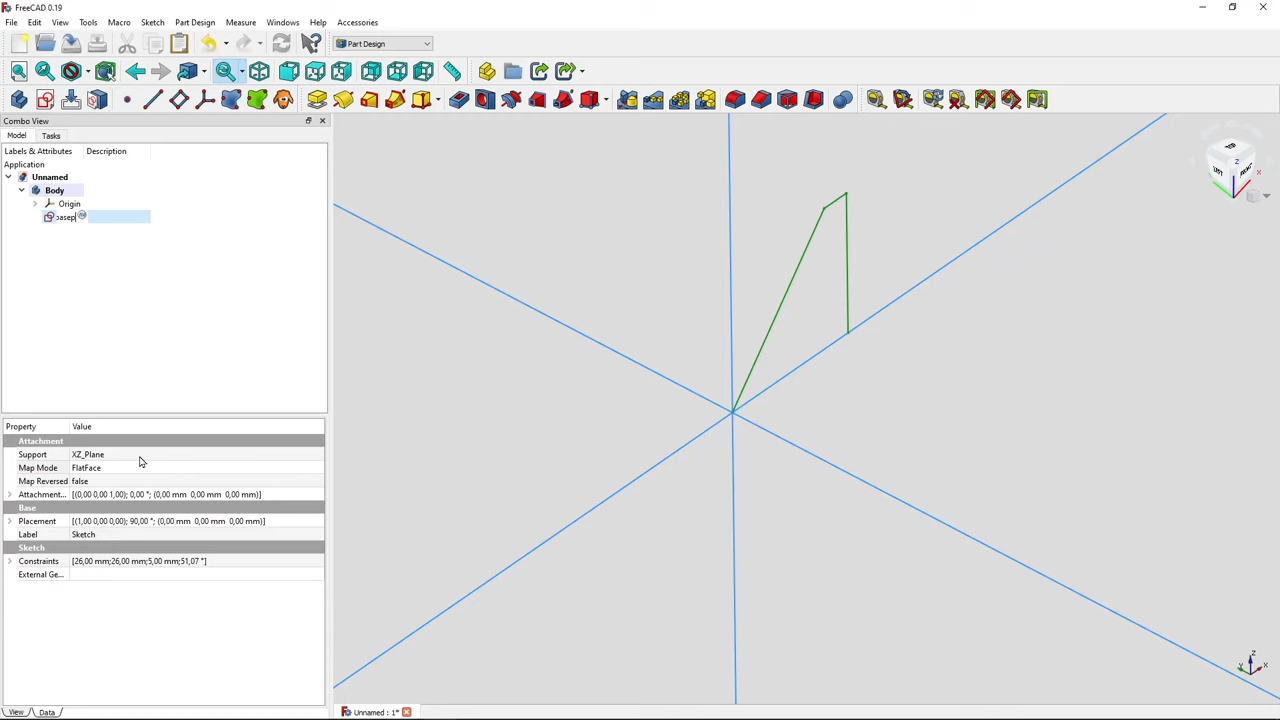 FreeCAD 0.19
File Edit View Tools Macro Sketch Part Design Measure Windows Help Accessories
Part Design
Combo View
Model Tasks
Labels & Attributes Description
Application
Unnamed
Body
Origin
basep
Property Value
Attachment
Support XZ_Plane
Map Mode FlatFace
Map Reversed false
Attachment... [(0,00 0,00 1,00); 0,00 °; (0,00 mm 0,00 mm 0,00 mm)]
Base
Placement [(1,00 0,00 0,00); 90,00 °; (0,00 mm 0,00 mm 0,00 mm)]
Label Sketch
Sketch
Constraints [26,00 mm;26,00 mm;5,00 mm;51,07 °]
External Ge...
View Data
Unnamed : 1*
Z
X
Z
Y X